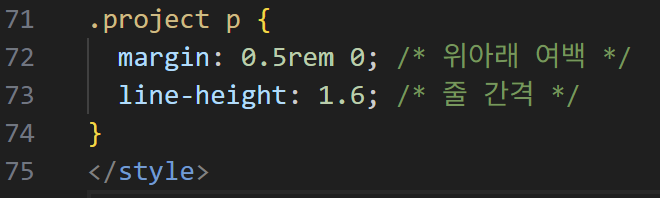 71 .project p {
72 margin: 0.5rem 0; /* 위아래 여백 */
73 line-height: 1.6; /* 줄 간격 */
74 }
75 </style>